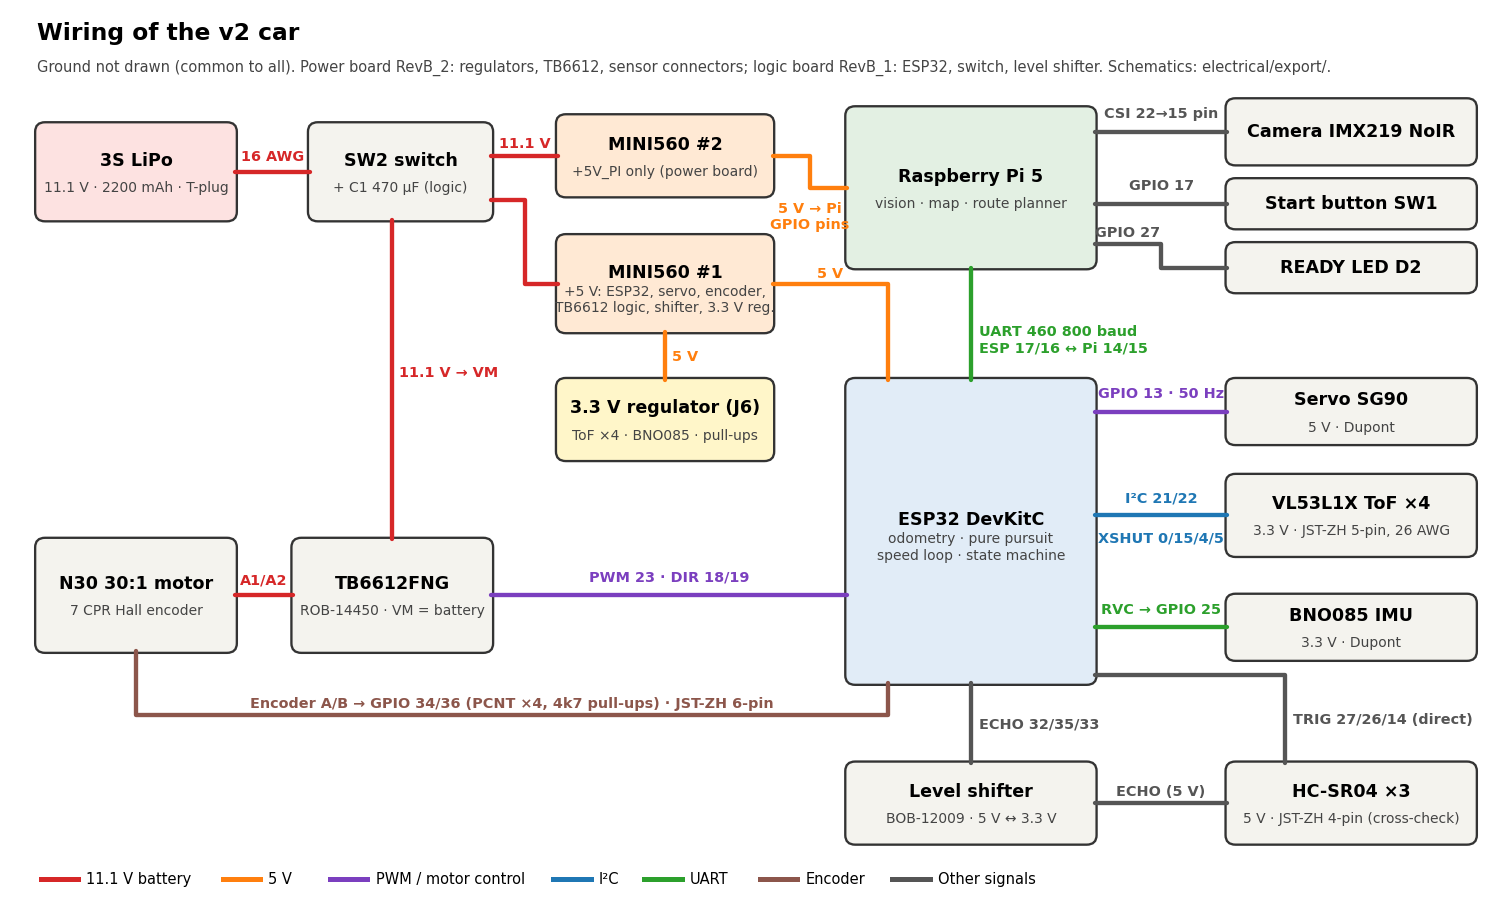 Wiring of the v2 car
Ground not drawn (common to all). Power board RevB_2: regulators, TB6612, sensor connectors; logic board RevB_1: ESP32, switch, level shifter. Schematics: electrical/export/.
3S LiPo
11.1 V · 2200 mAh · T-plug
16 AWG
SW2 switch
+ C1 470 µF (logic)
11.1 V
MINI560 #2
+5V_PI only (power board)
5 V → Pi
GPIO pins
Raspberry Pi 5
vision · map · route planner
CSI 22→15 pin
Camera IMX219 NoIR
GPIO 17
Start button SW1
GPIO 27
READY LED D2
MINI560 #1
+5 V: ESP32, servo, encoder,
TB6612 logic, shifter, 3.3 V reg.
5 V
5 V
UART 460 800 baud
ESP 17/16 ↔ Pi 14/15
11.1 V → VM
3.3 V regulator (J6)
ToF ×4 · BNO085 · pull-ups
GPIO 13 · 50 Hz
Servo SG90
5 V · Dupont
ESP32 DevKitC
odometry · pure pursuit
speed loop · state machine
I²C 21/22
XSHUT 0/15/4/5
VL53L1X ToF ×4
3.3 V · JST-ZH 5-pin, 26 AWG
N30 30:1 motor
7 CPR Hall encoder
A1/A2
TB6612FNG
ROB-14450 · VM = battery
PWM 23 · DIR 18/19
RVC → GPIO 25
BNO085 IMU
3.3 V · Dupont
Encoder A/B → GPIO 34/36 (PCNT ×4, 4k7 pull-ups) · JST-ZH 6-pin
ECHO 32/35/33
TRIG 27/26/14 (direct)
Level shifter
BOB-12009 · 5 V ↔ 3.3 V
ECHO (5 V)
HC-SR04 ×3
5 V · JST-ZH 4-pin (cross-check)
11.1 V battery
5 V
PWM / motor control
I²C
UART
Encoder
Other signals